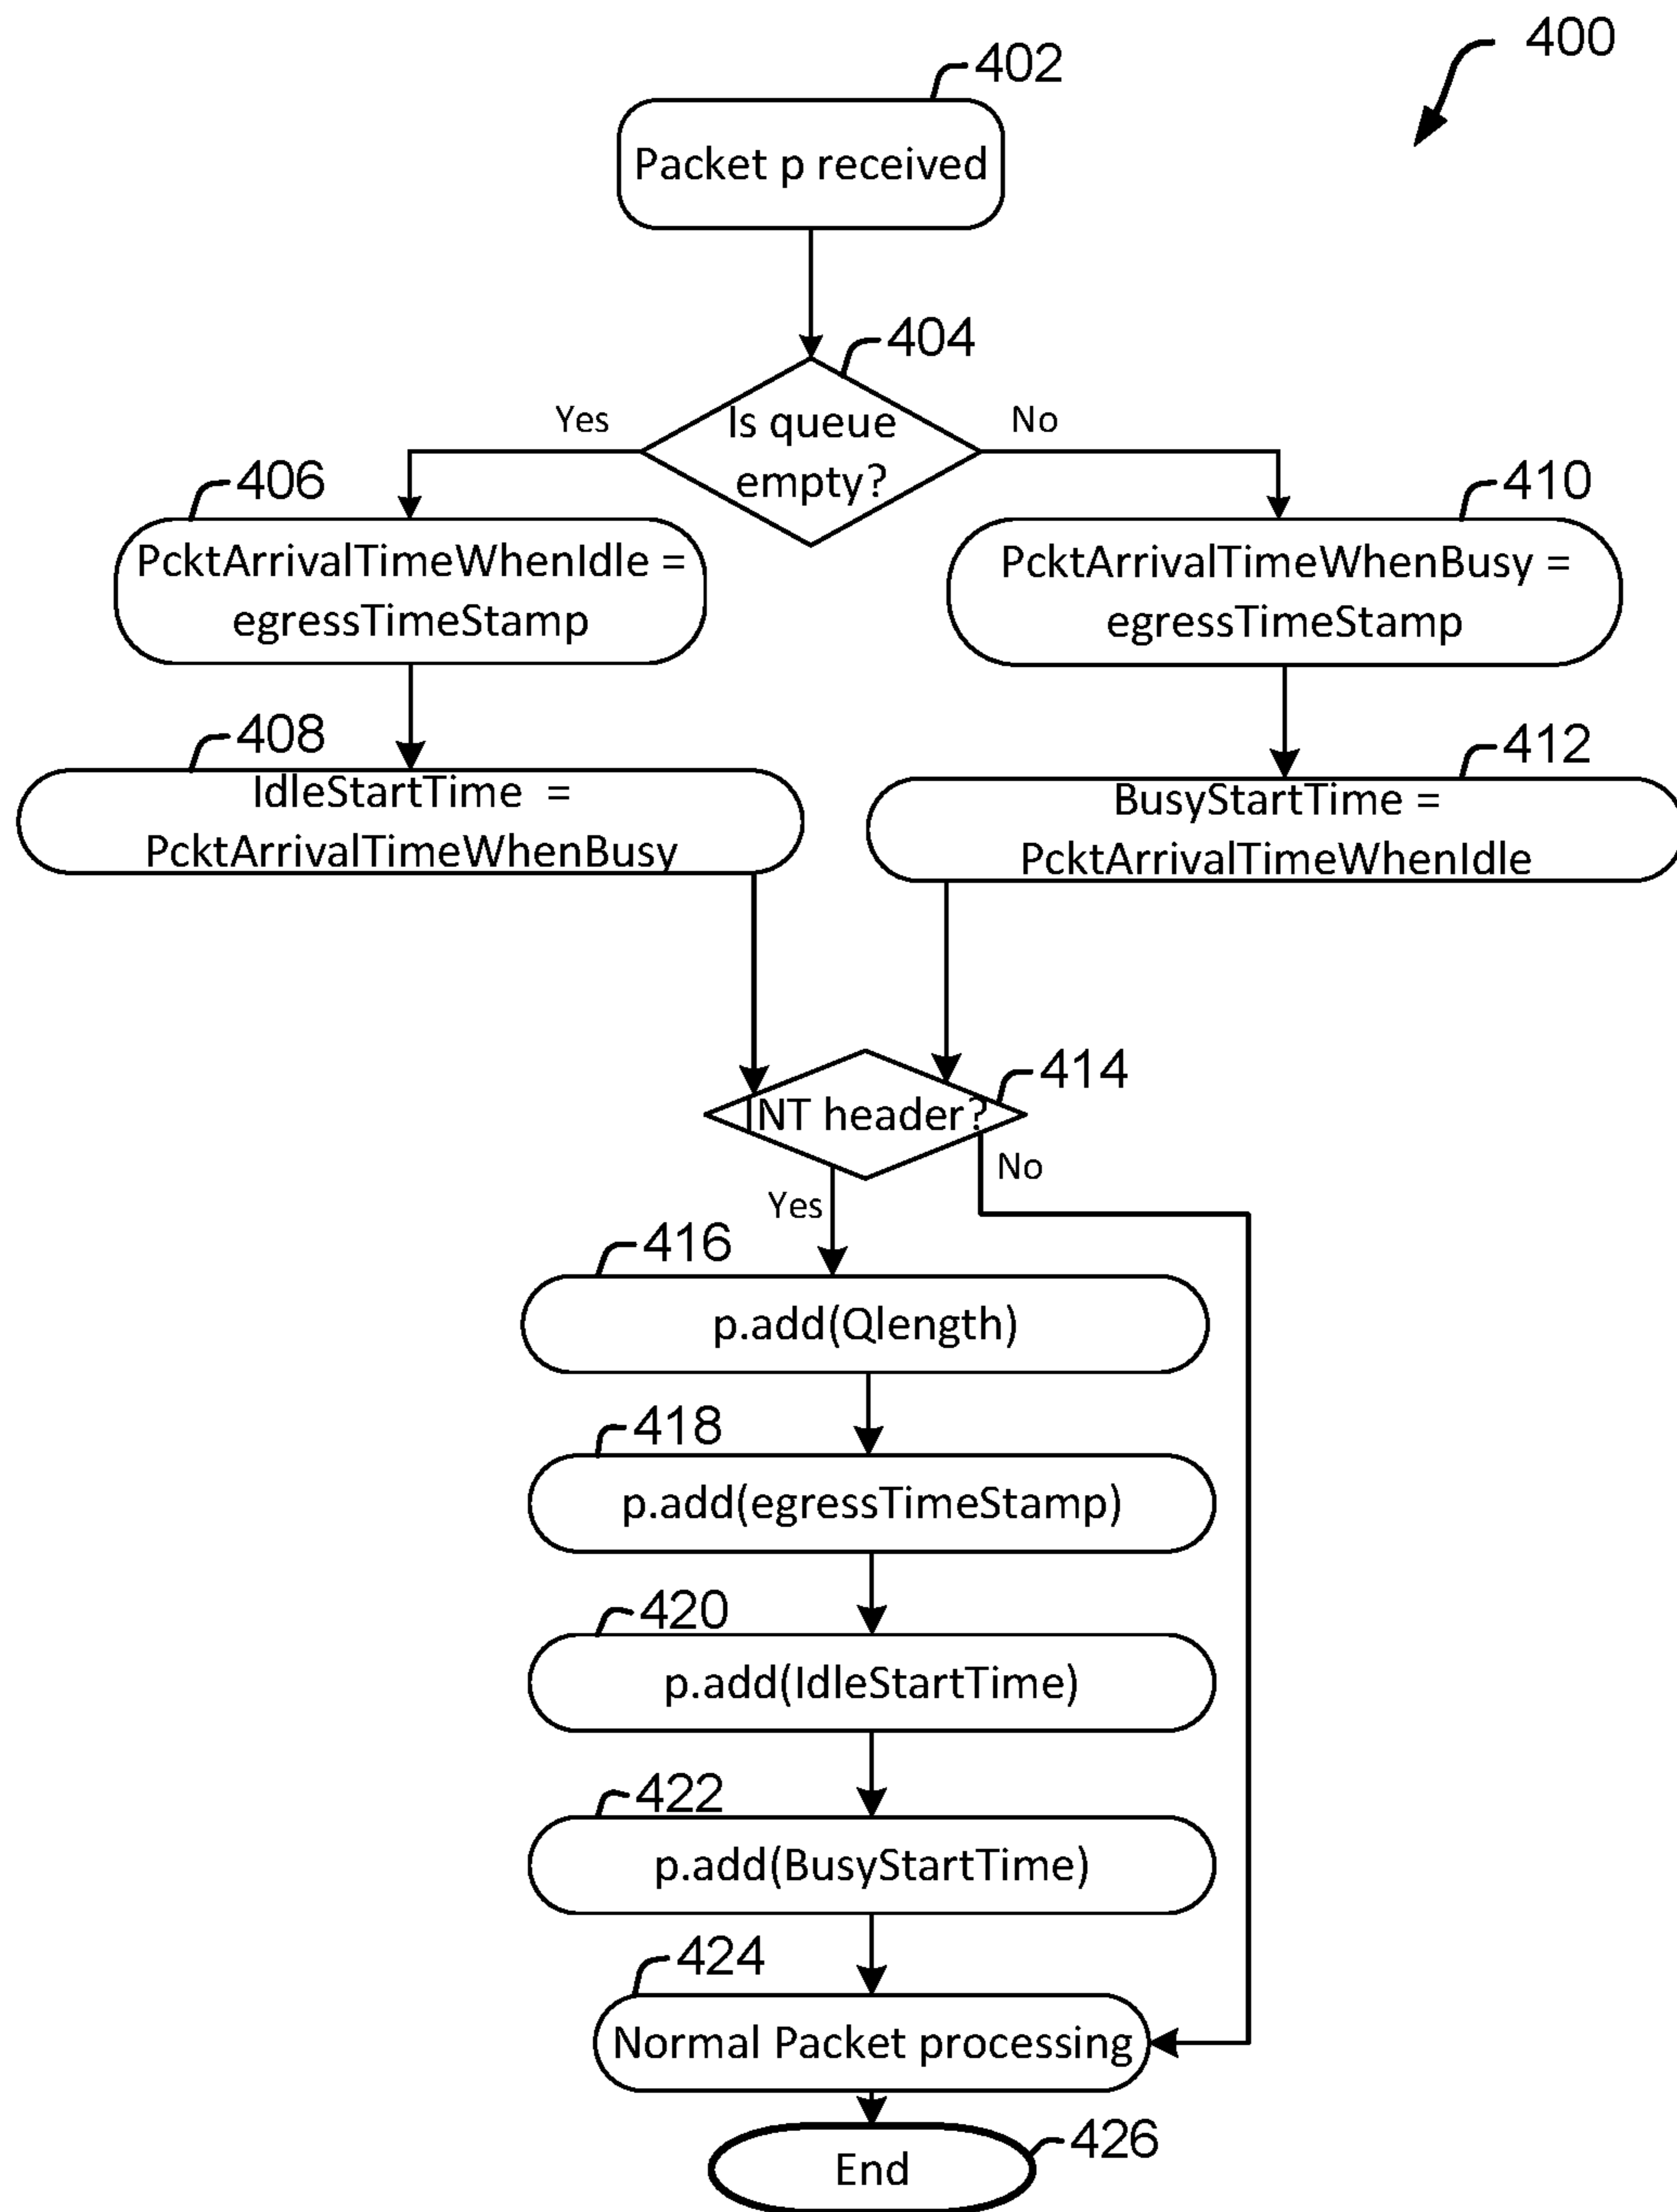 400
402
Packet p received
404
Is queue
empty?
Yes
No
406
PcktArrivalTimeWhenIdle =
egressTimeStamp
410
PcktArrivalTimeWhenBusy =
egressTimeStamp
408
IdleStartTime =
PcktArrivalTimeWhenBusy
412
BusyStartTime =
PcktArrivalTimeWhenIdle
414
INT header?
Yes
No
416
p.add(Qlength)
418
p.add(egressTimeStamp)
420
p.add(IdleStartTime)
422
p.add(BusyStartTime)
424
Normal Packet processing
426
End